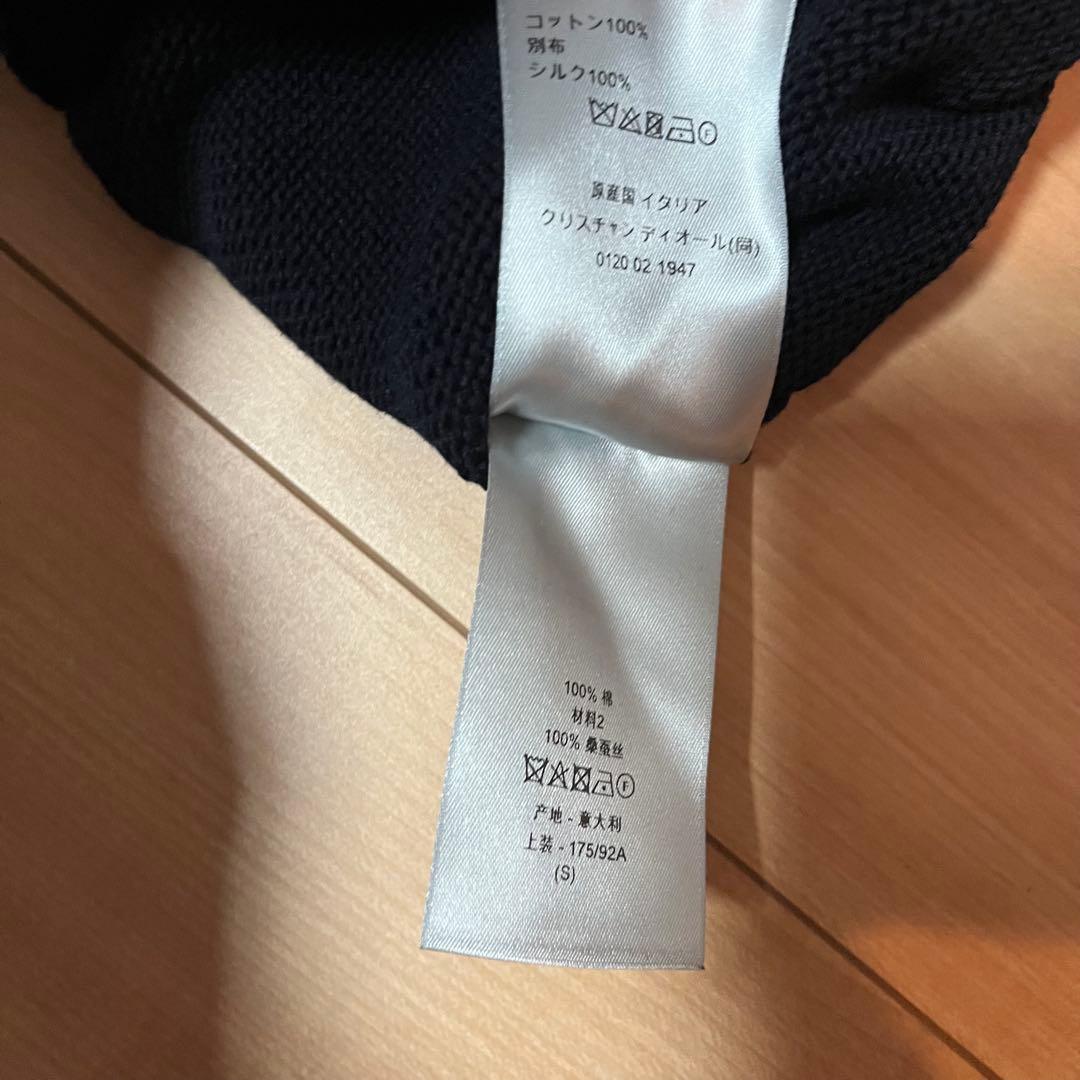 コットン100%
別布
シルク100%
F
原産国 イタリア
クリスチャン ディオール(同)
0120 02 1947
100% 棉
材料2
100% 桑蚕丝
F
产地 - 意大利
上装 - 175/92A
(S)